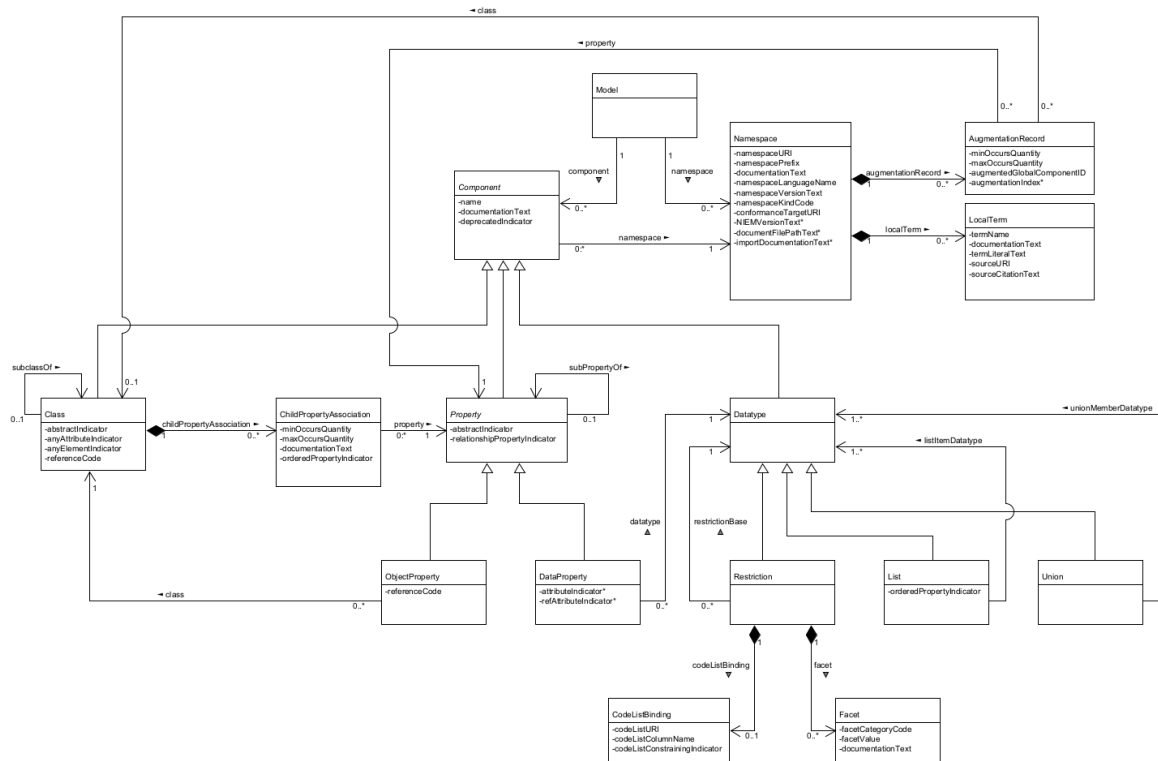 ◄ class
◄ property
Model
Namespace
-namespaceURI
-namespacePrefix
-documentationText
-namespaceLanguageName
-namespaceVersionText
-namespaceKindCode
-conformanceTargetURI
-NIEMVersionText*
-documentFilePathText*
-importDocumentationText*
AugmentationRecord
-minOccursQuantity
-maxOccursQuantity
-augmentedGlobalComponentID
-augmentationIndex*
0..*
0..*
1
1
component
namespace
0..*
0..*
augmentationRecord ►
1
0..*
Component
-name
-documentationText
-deprecatedIndicator
0..*
namespace ►
1
localTerm ►
1
0..*
LocalTerm
-termName
-documentationText
-termLiteralText
-sourceURI
-sourceCitationText
subclassOf ►
0..1
0..1
1
subPropertyOf ►
0..1
Class
-abstractIndicator
-anyAttributeIndicator
-anyElementIndicator
-referenceCode
childPropertyAssociation ►
1
0..*
ChildPropertyAssociation
-minOccursQuantity
-maxOccursQuantity
-documentationText
-orderedPropertyIndicator
property ►
0..*
1
Property
-abstractIndicator
-relationshipPropertyIndicator
Datatype
1
1..*
◄ unionMemberDatatype
1
1..*
◄ listItemDatatype
1
datatype
restrictionBase
ObjectProperty
-referenceCode
DataProperty
-attributeIndicator*
-refAttributeIndicator*
Restriction
List
-orderedPropertyIndicator
Union
◄ class
0..*
0..*
0..*
1
1
codeListBinding
facet
CodeListBinding
-codeListURI
-codeListColumnName
-codeListConstrainingIndicator
0..1
0..*
Facet
-facetCategoryCode
-facetValue
-documentationText